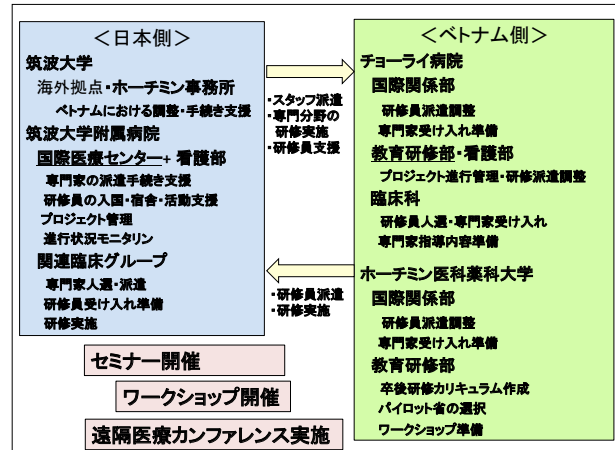 ＜日本側＞
筑波大学
海外拠点・ホーチミン事務所
ベトナムにおける調整・手続き支援
筑波大学附属病院
国際医療センター+ 看護部
専門家の派遣手続き支援
研修員の入国・宿舎・活動支援
プロジェクト管理
進行状況モニタリン
関連臨床グループ
専門家人選・派遣
研修員受け入れ準備
研修実施
・スタッフ派遣
・専門分野の
研修実施
・研修員支援
・研修員派遣
・研修実施
＜ベトナム側＞
チョーライ病院
国際関係部
研修員派遣調整
専門家受け入れ準備
教育研修部・看護部
プロジェクト進行管理・研修派遣調整
臨床科
研修員人選・専門家受け入れ
専門家指導内容準備
ホーチミン医科薬科大学
国際関係部
研修員派遣調整
専門家受け入れ準備
教育研修部
卒後研修カリキュラム作成
パイロット省の選択
ワークショップ準備
セミナー開催
ワークショップ開催
遠隔医療カンファレンス実施